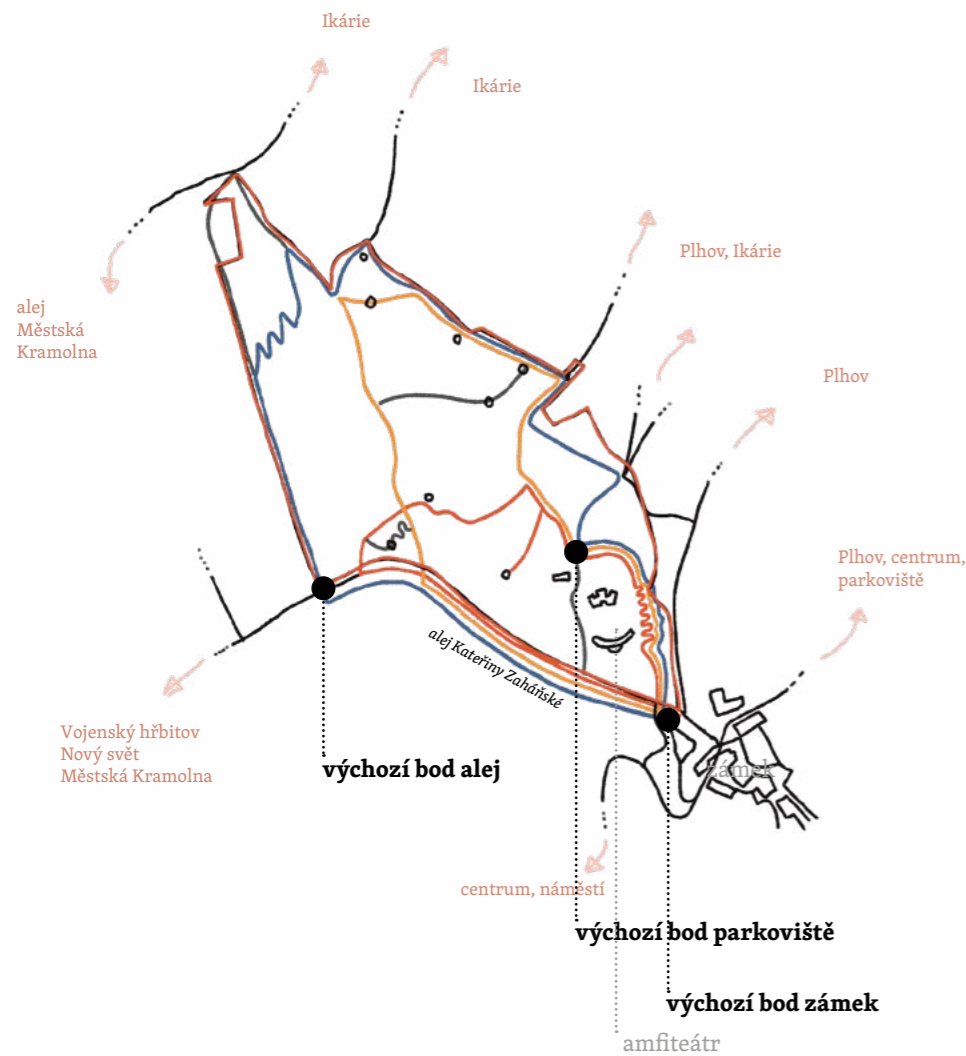 Ikárie
Ikárie
Plhov, Ikárie
alej
Městská
Kramolna
Plhov
Plhov, centrum,
parkoviště
alej Kateřiny Zaháňské
Vojenský hřbitov
Nový svět
Městská Kramolna
výchozí bod alej
zámek
centrum, náměstí
výchozí bod parkoviště
výchozí bod zámek
amfiteátr